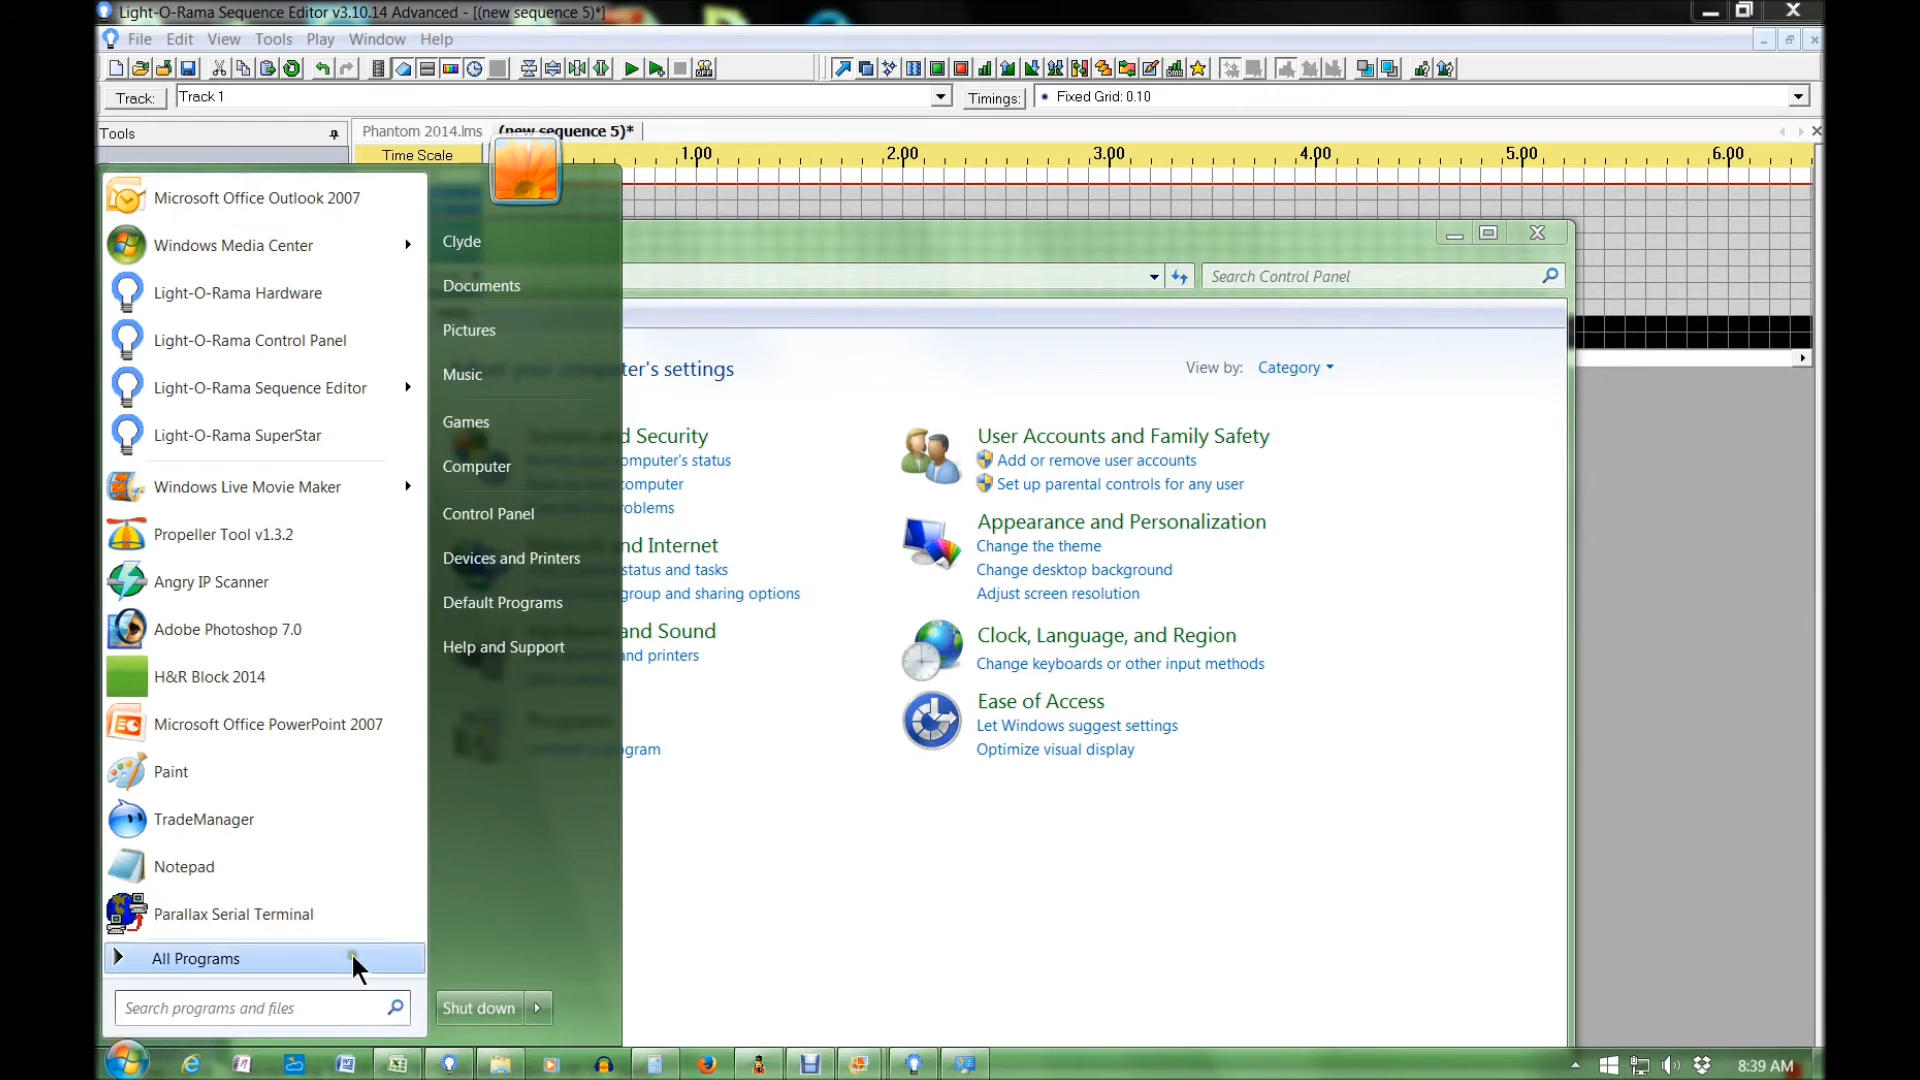 Light-O-Rama Sequence Editor v3.10.14 Advanced - [(new sequence 5)*]
File Edit View Tools Play Window Help
Track: Track 1 Timings: Fixed Grid: 0.10
Tools
Phantom 2014.lms (new sequence 5)*
Time Scale 1.00 2.00 3.00 4.00 5.00 6.00
Microsoft Office Outlook 2007
Windows Media Center
Light-O-Rama Hardware
Light-O-Rama Control Panel
Light-O-Rama Sequence Editor
Light-O-Rama SuperStar
Windows Live Movie Maker
Propeller Tool v1.3.2
Angry IP Scanner
Adobe Photoshop 7.0
H&R Block 2014
Microsoft Office PowerPoint 2007
Paint
TradeManager
Notepad
Parallax Serial Terminal
All Programs
Search programs and files
Clyde
Documents
Pictures
Music
Games
Computer
Control Panel
Devices and Printers
Default Programs
Help and Support
Shut down
Search Control Panel
your computer's settings
View by: Category
and Security
computer's status
computer
problems
and Internet
status and tasks
group and sharing options
and Sound
and printers
Programs
program
User Accounts and Family Safety
Add or remove user accounts
Set up parental controls for any user
Appearance and Personalization
Change the theme
Change desktop background
Adjust screen resolution
Clock, Language, and Region
Change keyboards or other input methods
Ease of Access
Let Windows suggest settings
Optimize visual display
8:39 AM